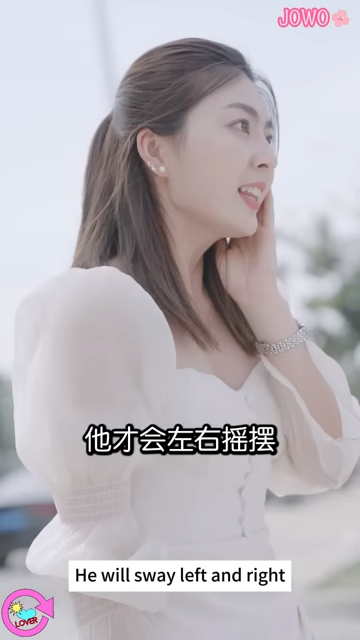 JOWO
他才会左右摇摆
He will sway left and right
LOVER